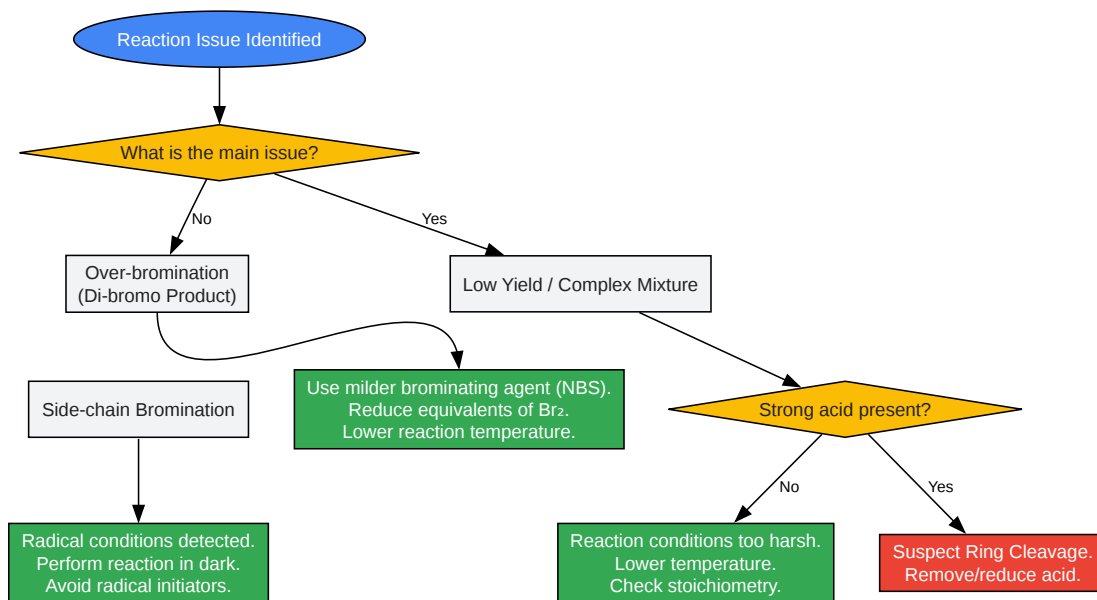 Reaction Issue Identified
What is the main issue?
No
Yes
Over-bromination
(Di-bromo Product)
Low Yield / Complex Mixture
Side-chain Bromination
Use milder brominating agent (NBS).
Reduce equivalents of Br₂.
Lower reaction temperature.
Strong acid present?
No
Yes
Radical conditions detected.
Perform reaction in dark.
Avoid radical initiators.
Reaction conditions too harsh.
Lower temperature.
Check stoichiometry.
Suspect Ring Cleavage.
Remove/reduce acid.